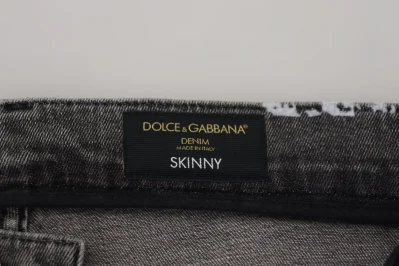 DOLCE & GABBANA®
DENIM
MADE IN ITALY
SKINNY